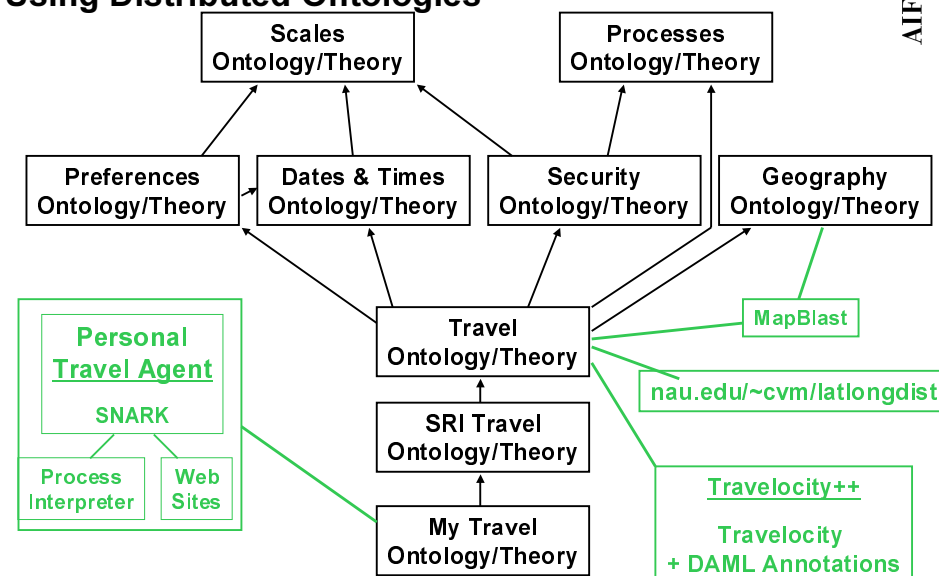 Using Distributed Ontologies
AIF
Scales
Ontology/Theory
Processes
Ontology/Theory
Preferences
Ontology/Theory
Dates & Times
Ontology/Theory
Security
Ontology/Theory
Geography
Ontology/Theory
Travel
Ontology/Theory
MapBlast
nau.edu/~cvm/latlongdist
Personal
Travel Agent
SNARK
Process
Interpreter
Web
Sites
SRI Travel
Ontology/Theory
My Travel
Ontology/Theory
Travelocity++
Travelocity
+ DAML Annotations